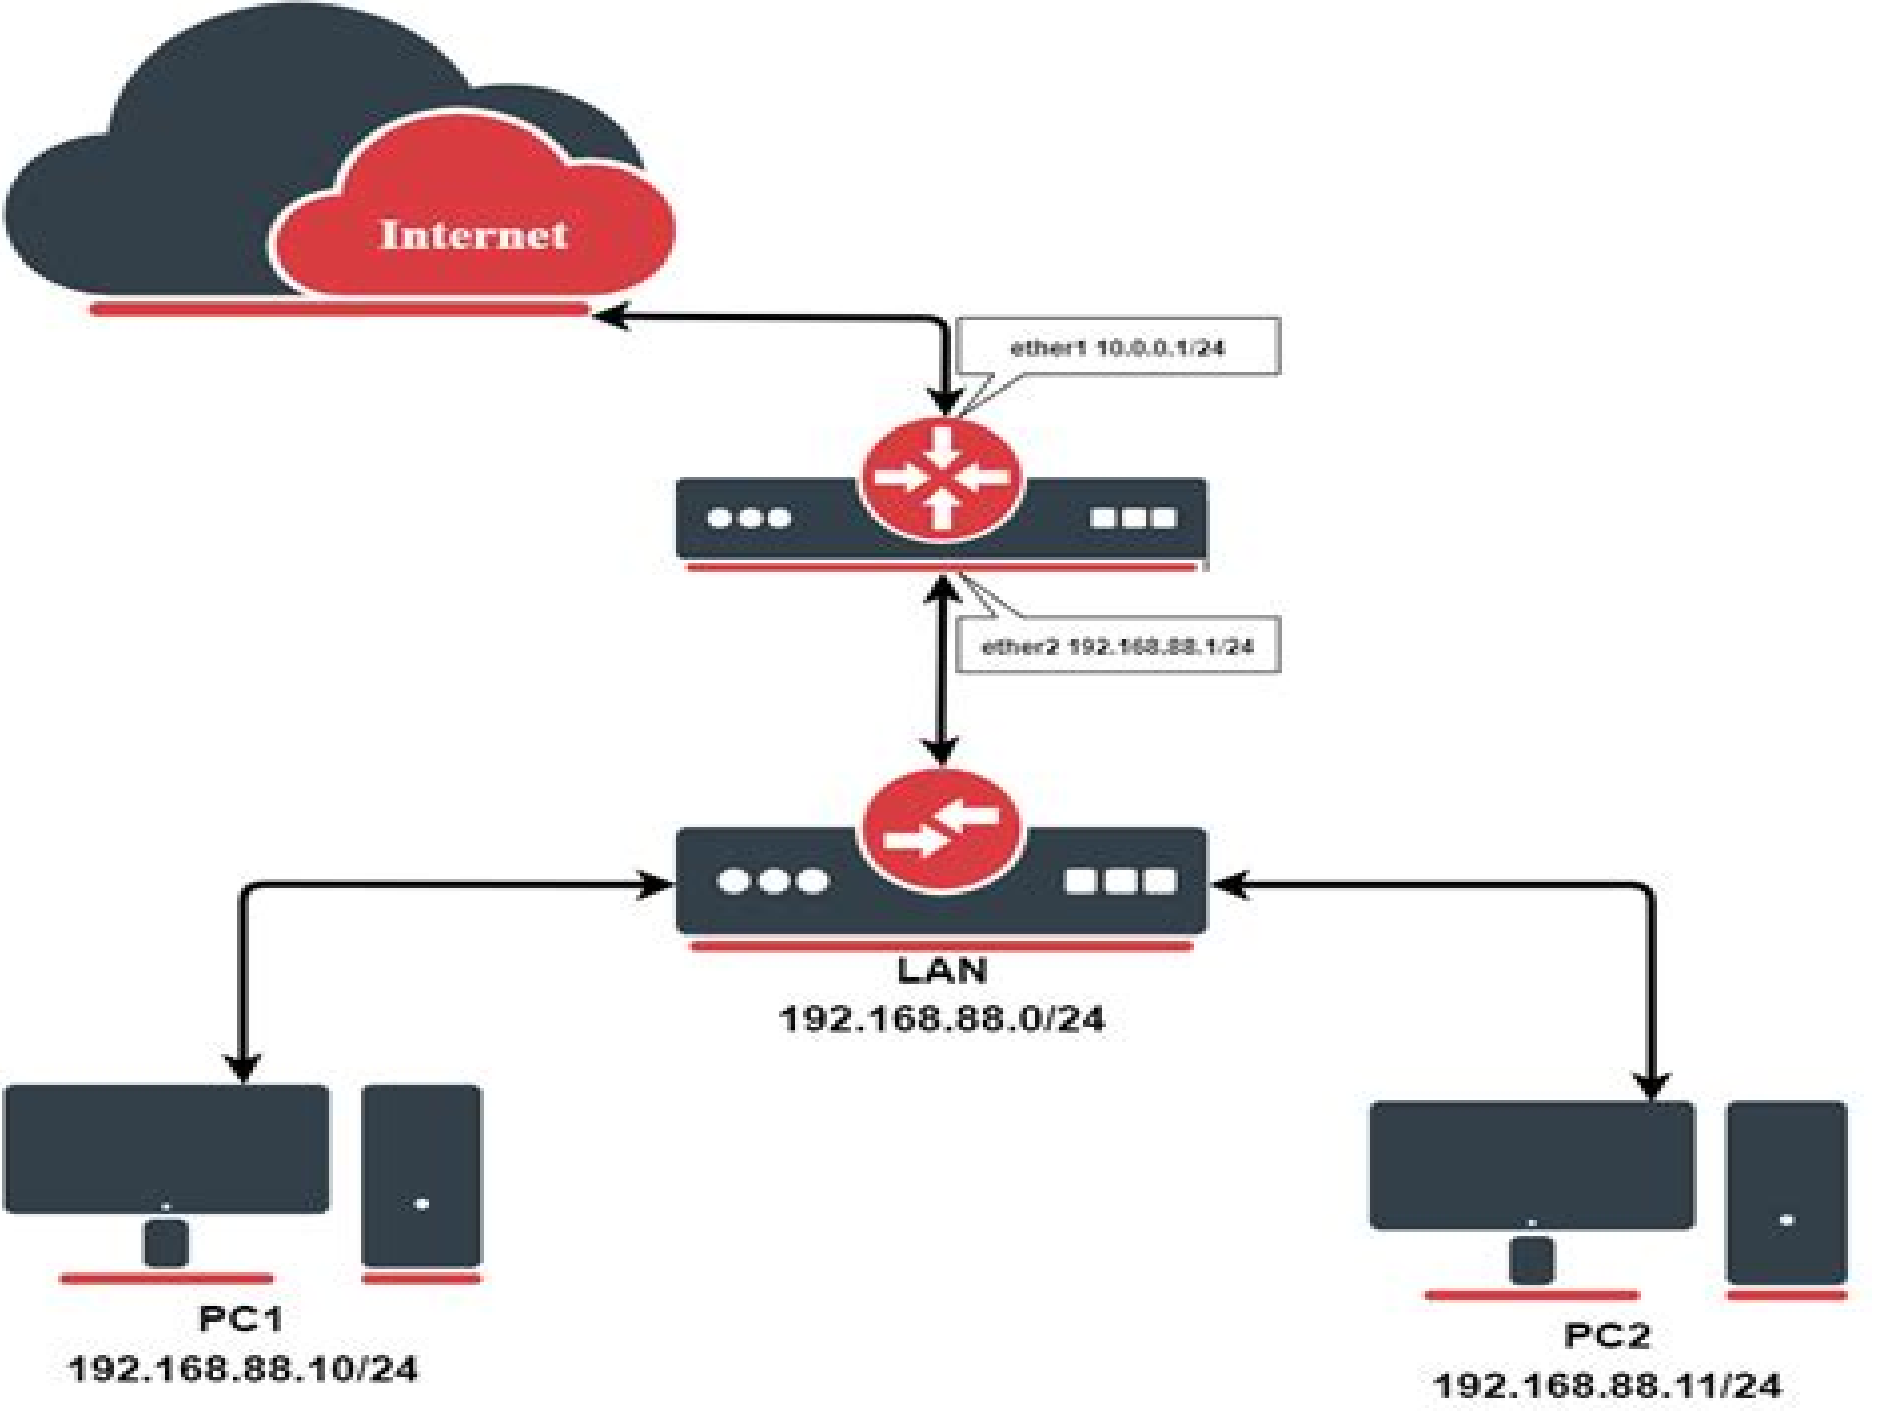 Internet
ether1 10.0.0.1/24
ether2 192.168.88.1/24
LAN
192.168.88.0/24
PC1
192.168.88.10/24
PC2
192.168.88.11/24